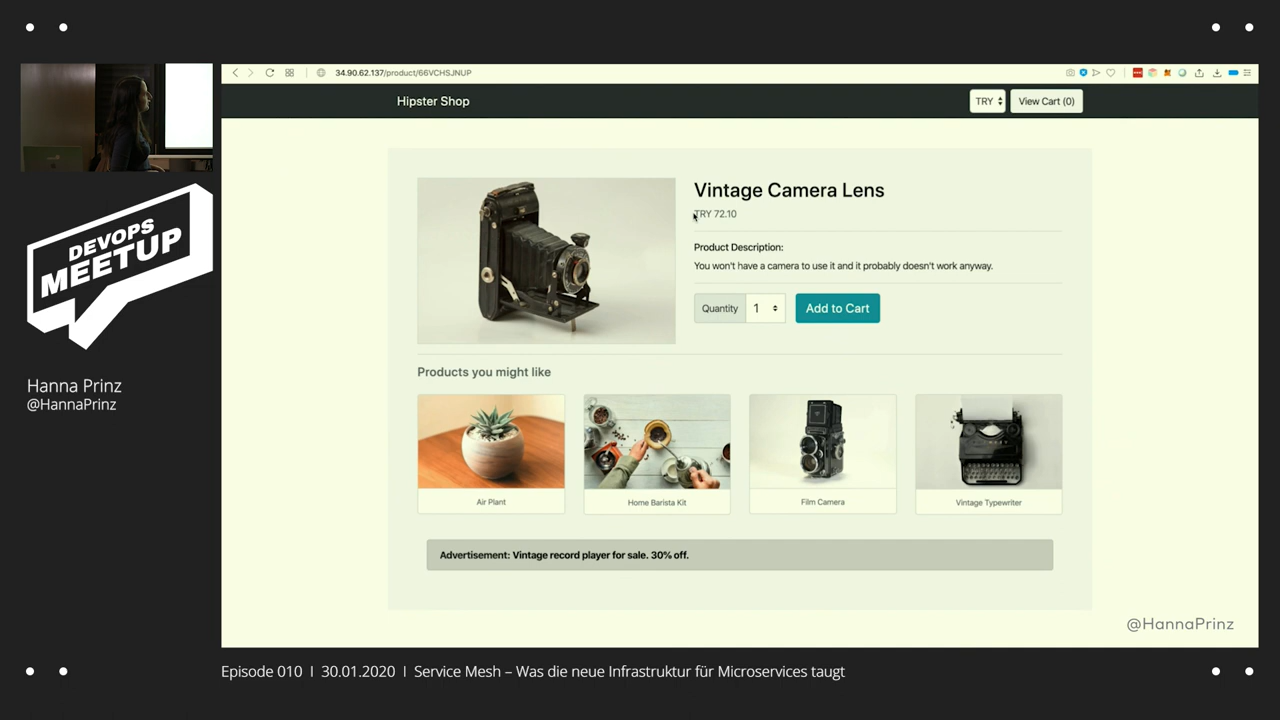 34.90.62.137/product/66VCHSJNUP
Hipster Shop
TRY
View Cart (0)
DEVOPS
MEETUP
Hanna Prinz
@HannaPrinz
Vintage Camera Lens
TRY 72.10
Product Description:
You won't have a camera to use it and it probably doesn't work anyway.
Quantity
1
Add to Cart
Products you might like
Air Plant
Home Barista Kit
Film Camera
Vintage Typewriter
Advertisement: Vintage record player for sale. 30% off.
@HannaPrinz
Episode 010 I 30.01.2020 I Service Mesh – Was die neue Infrastruktur für Microservices taugt